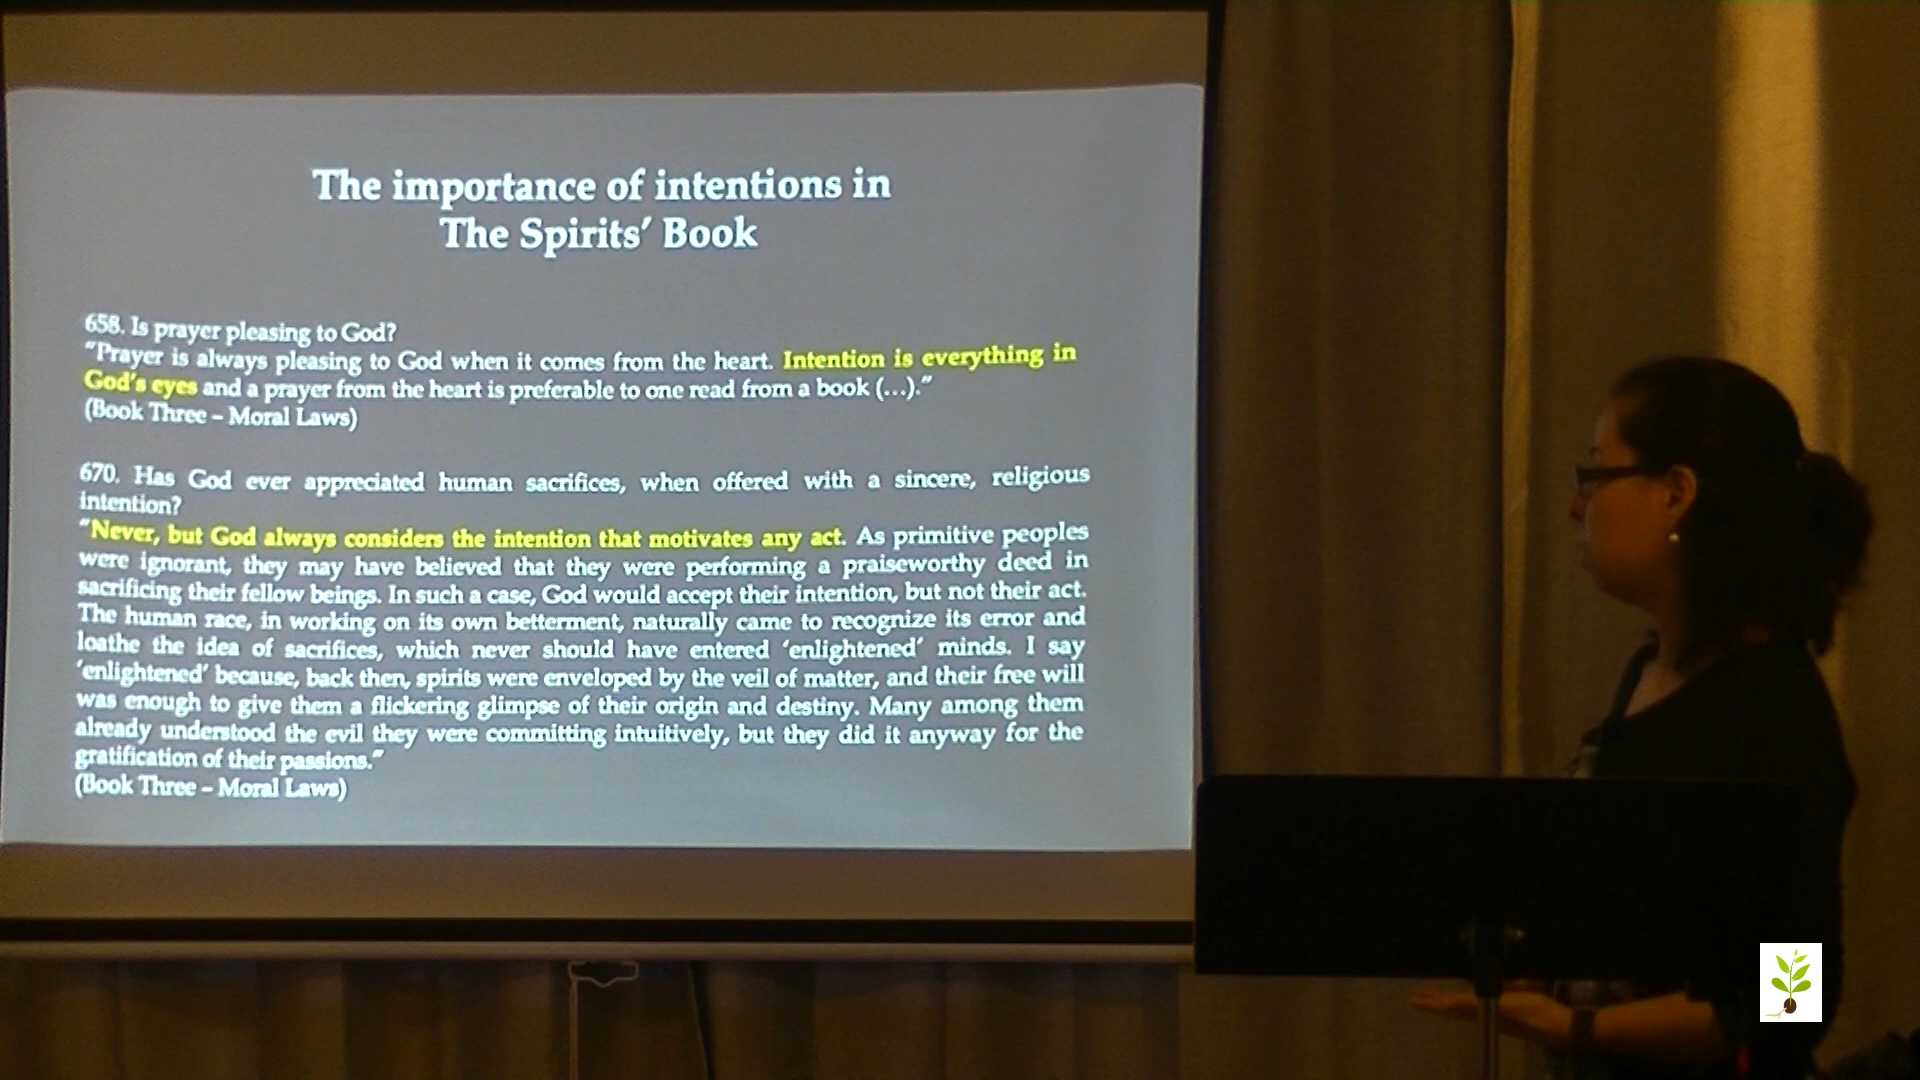 The importance of intentions in
The Spirits' Book
658. Is prayer pleasing to God?
"Prayer is always pleasing to God when it comes from the heart. Intention is everything in
God's eyes and a prayer from the heart is preferable to one read from a book (...)."
(Book Three – Moral Laws)
670. Has God ever appreciated human sacrifices, when offered with a sincere, religious
intention?
"Never, but God always considers the intention that motivates any act. As primitive peoples
were ignorant, they may have believed that they were performing a praiseworthy deed in
sacrificing their fellow beings. In such a case, God would accept their intention, but not their act.
The human race, in working on its own betterment, naturally came to recognize its error and
loathe the idea of sacrifices, which never should have entered 'enlightened' minds. I say
'enlightened' because, back then, spirits were enveloped by the veil of matter, and their free will
was enough to give them a flickering glimpse of their origin and destiny. Many among them
already understood the evil they were committing intuitively, but they did it anyway for the
gratification of their passions."
(Book Three – Moral Laws)